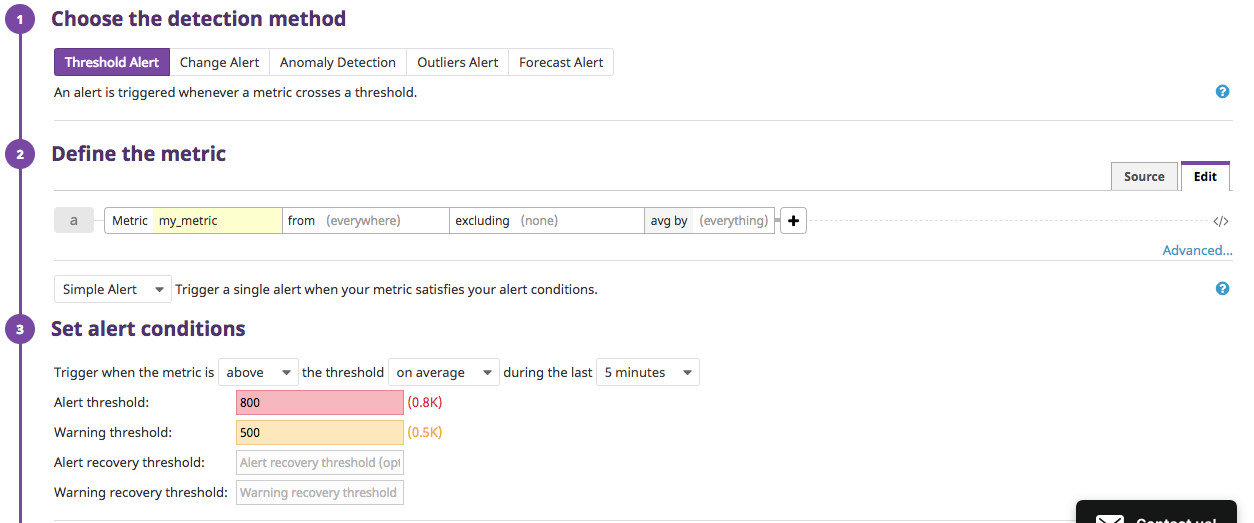 1 Choose the detection method
Threshold Alert Change Alert Anomaly Detection Outliers Alert Forecast Alert
An alert is triggered whenever a metric crosses a threshold. ?
2 Define the metric
Source Edit
a Metric my_metric from (everywhere) excluding (none) avg by (everything) + </>
Advanced...
Simple Alert Trigger a single alert when your metric satisfies your alert conditions. ?
3 Set alert conditions
Trigger when the metric is above the threshold on average during the last 5 minutes
Alert threshold: 800 (0.8K)
Warning threshold: 500 (0.5K)
Alert recovery threshold: Alert recovery threshold (opt
Warning recovery threshold: Warning recovery threshold
Contact us!